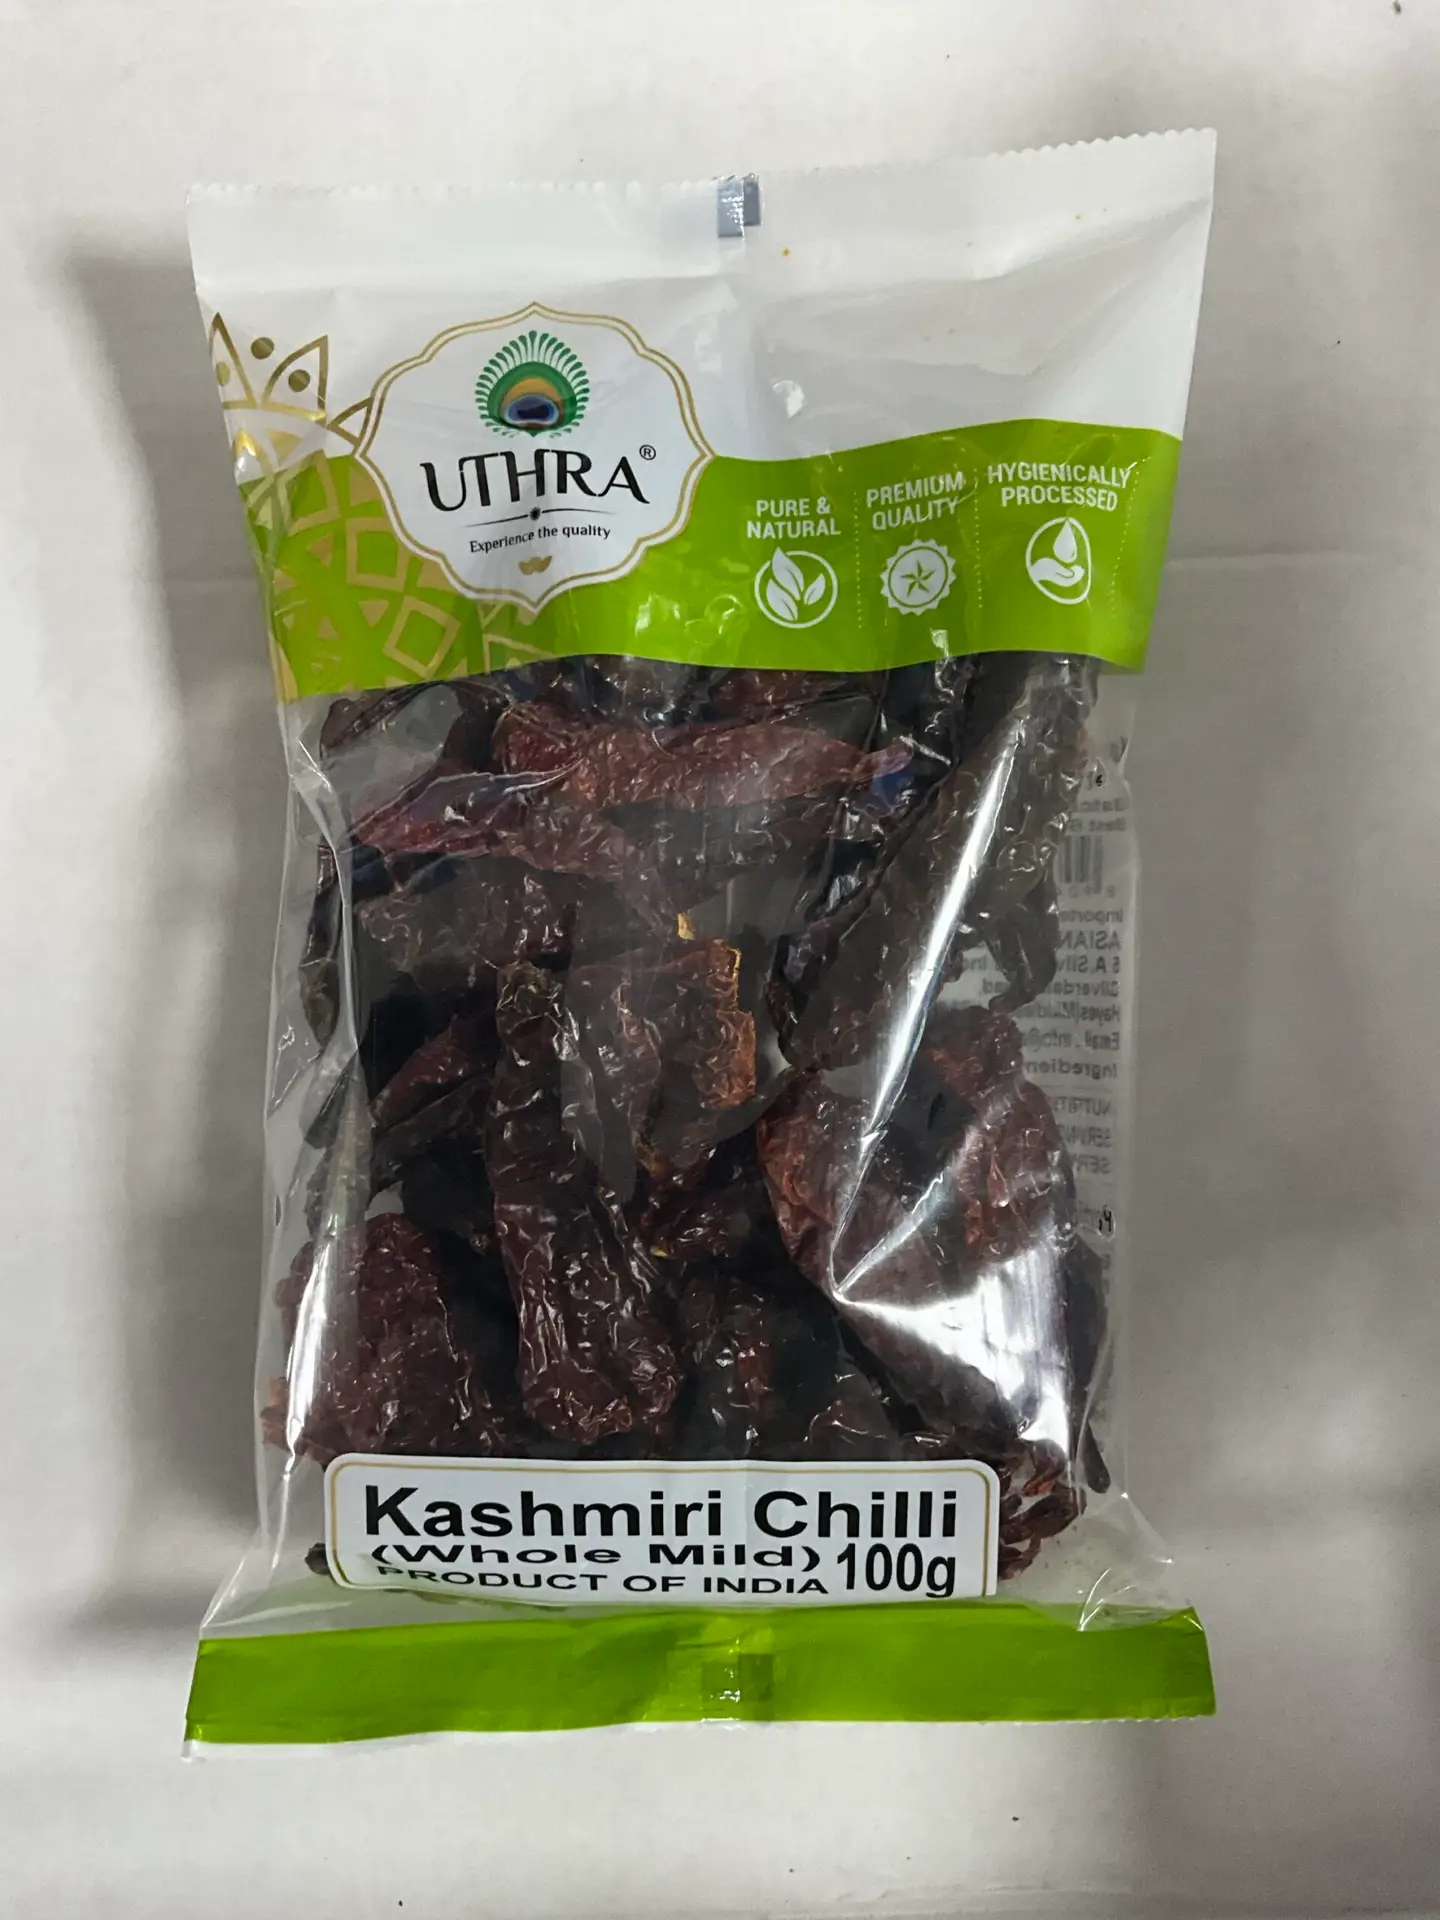 UTHRA®
Experience the quality
PURE &
NATURAL
PREMIUM
QUALITY
HYGIENICALLY
PROCESSED
Kashmiri Chilli
(Whole Mild) 100g
PRODUCT OF INDIA